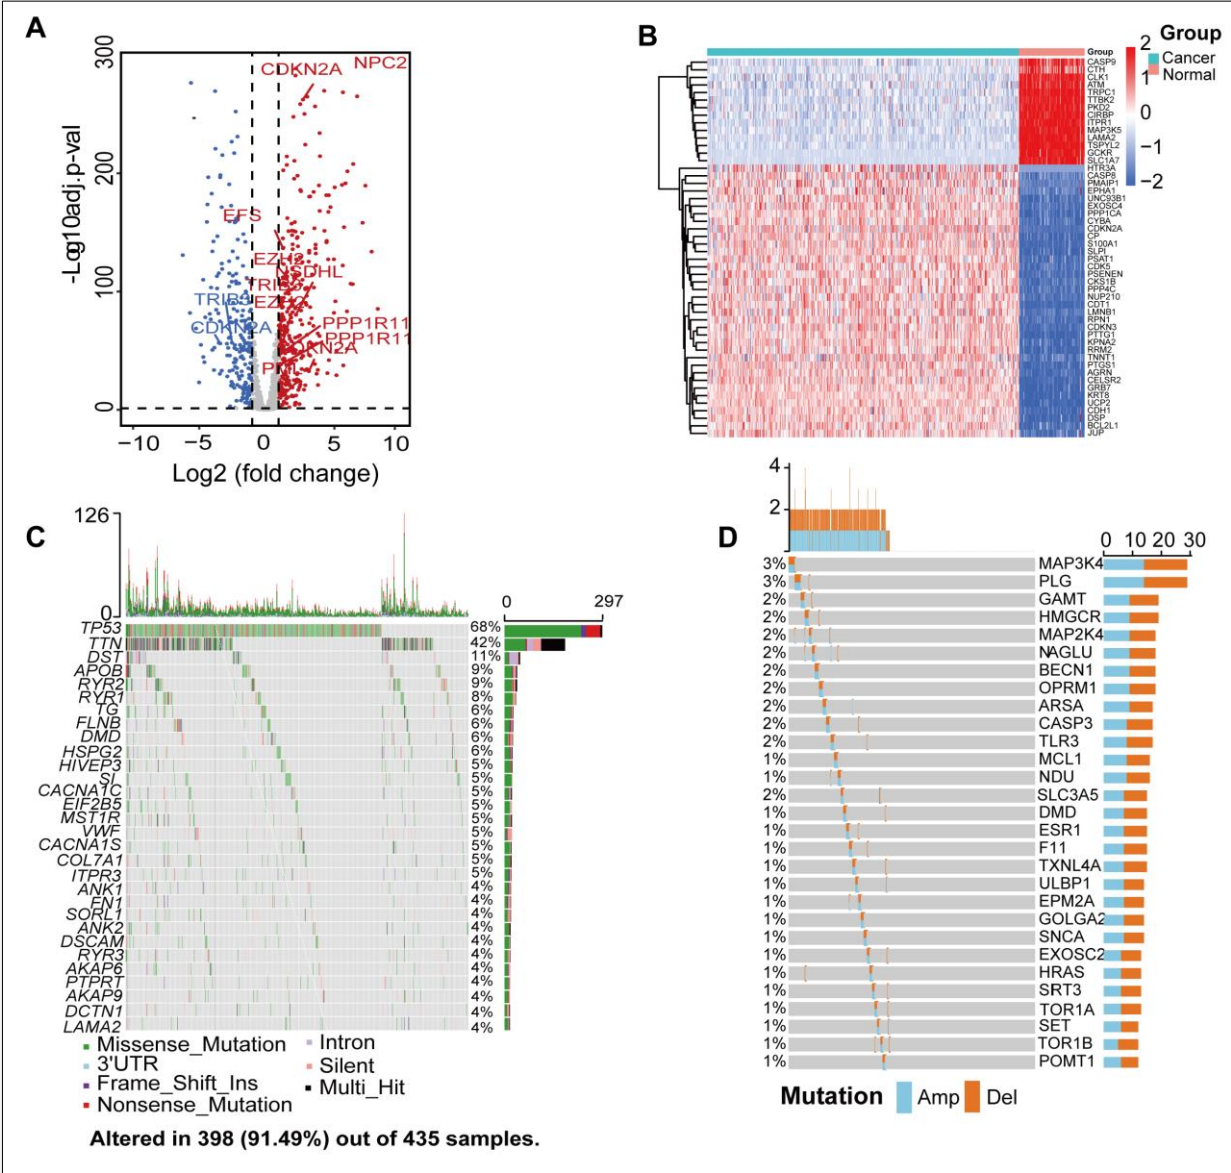 A
300
200
100
0
-Log10adj.p-val
CDKN2A
NPC2
EFS
EZH2
NSDHL
TRIB3
TRIB3
EZH2
CDKN2A
PPP1R11
PPP1R11
CDKN2A
PML
−10
−5
0
5
10
Log2 (fold change)
B
Group
CASP9
CTH
CLK1
ATM
TRPC1
TTBK2
PKD2
CIRBP
ITPR1
MAP3K5
LAMA2
TSPYL2
GCKR
SLC1A7
HTR3A
CASP8
PMAIP1
EPHA1
UNC93B1
EXOSC4
PPP1CA
CYBA
CDKN2A
CP
S100A1
SLPI
PSAT1
CDK5
PSENEN
CKS1B
PPP4C
NUP210
CDT1
LMNB1
RPN1
CDKN3
PTTG1
KPNA2
RRM2
TNNT1
PTGS1
AGRN
CELSR2
GRB7
KRT8
UCP2
CDH1
DSP
BCL2L1
JUP
2
1
0
−1
−2
Group
Cancer
Normal
C
126
0
0 297
TP53 68%
TTN 42%
DST 11%
APOB 9%
RYR2 9%
RYR1 8%
TG 6%
FLNB 6%
DMD 6%
HSPG2 6%
HIVEP3 5%
SI 5%
CACNA1C 5%
EIF2B5 5%
MST1R 5%
VWF 5%
CACNA1S 5%
COL7A1 5%
ITPR3 5%
ANK1 4%
FN1 4%
SORL1 4%
ANK2 4%
DSCAM 4%
RYR3 4%
AKAP6 4%
PTPRT 4%
AKAP9 4%
DCTN1 4%
LAMA2 4%
Missense_Mutation
3'UTR
Frame_Shift_Ins
Nonsense_Mutation
Intron
Silent
Multi_Hit
Altered in 398 (91.49%) out of 435 samples.
D
4
2
0 10 20 30
3% MAP3K4
3% PLG
2% GAMT
2% HMGCR
2% MAP2K4
2% NAGLU
2% BECN1
2% OPRM1
2% ARSA
2% CASP3
2% TLR3
1% MCL1
1% NDU
2% SLC3A5
1% DMD
1% ESR1
1% F11
1% TXNL4A
1% ULBP1
1% EPM2A
1% GOLGA2
1% SNCA
1% EXOSC2
1% HRAS
1% SIRT3
1% TOR1A
1% SET
1% TOR1B
1% POMT1
Mutation Amp Del